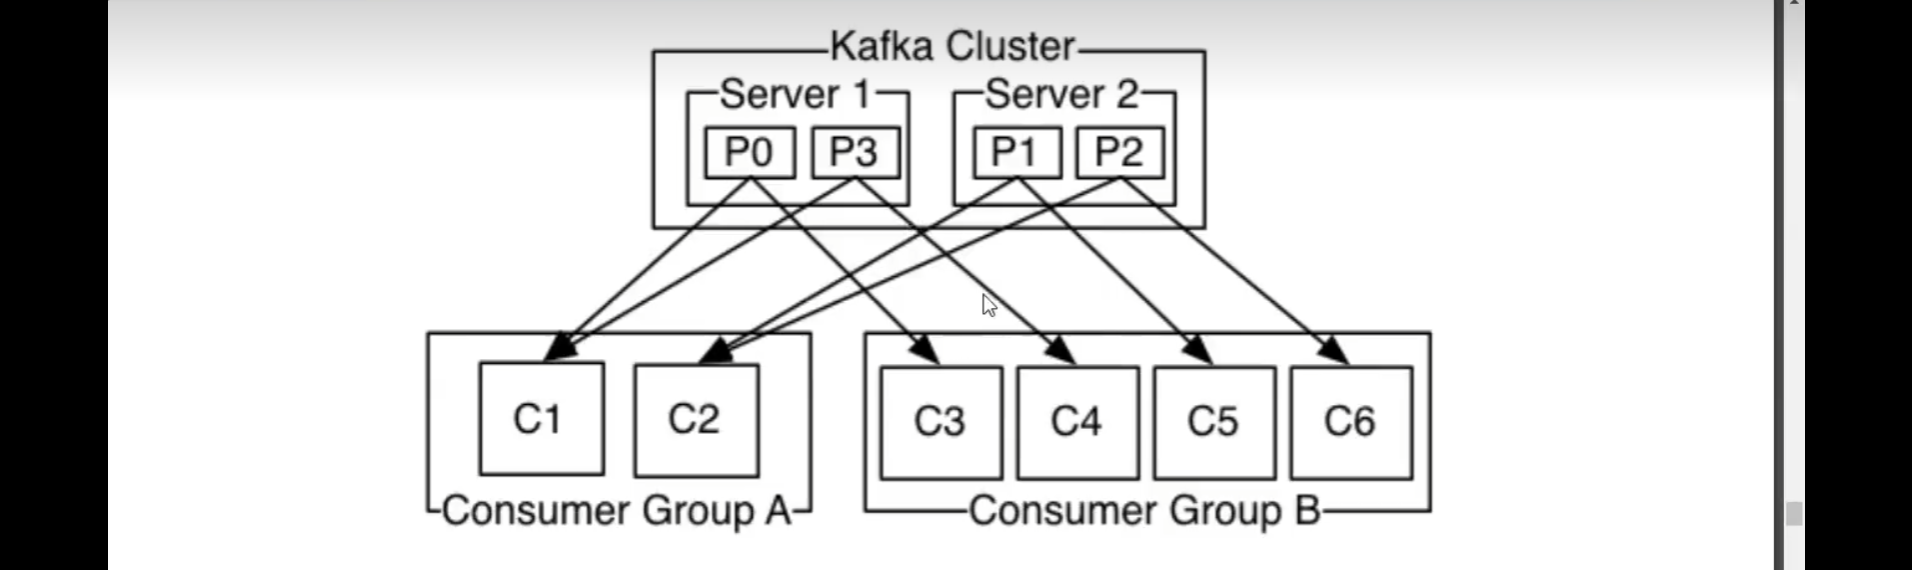 Kafka Cluster
Server 1 Server 2
P0 P3 P1 P2
C1 C2 C3 C4 C5 C6
Consumer Group A Consumer Group B